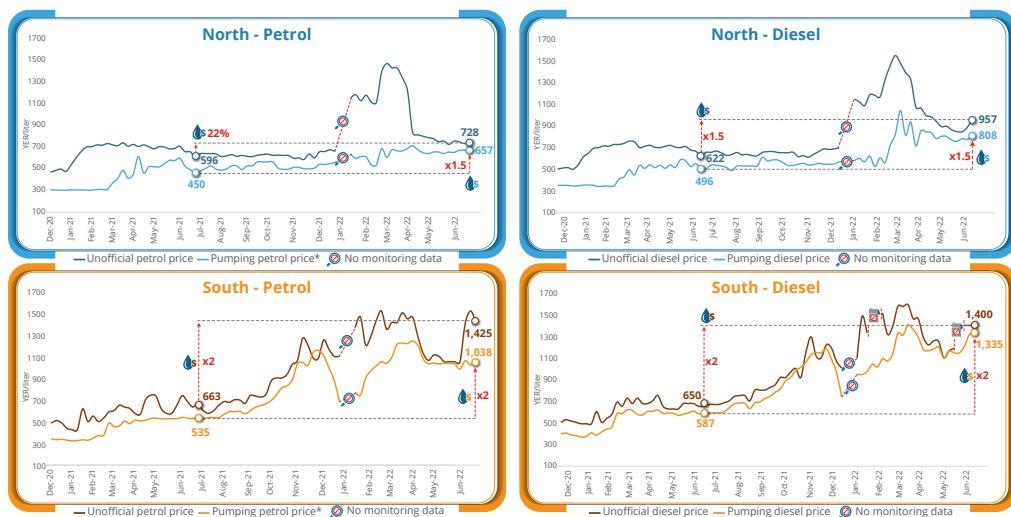 North - Petrol
YER/liter
1700
1500
1300
1100
900
700
500
300
100
$ 22%
596
450
728
657
x1.5
$
Dec-20 Jan-21 Feb-21 Mar-21 Apr-21 May-21 Jun-21 Jul-21 Aug-21 Sep-21 Oct-21 Nov-21 Dec-21 Jan-22 Feb-22 Mar-22 Apr-22 May-22 Jun-22
Unofficial petrol price Pumping petrol price* No monitoring data
North - Diesel
YER/liter
1700
1500
1300
1100
900
700
500
300
100
$
x1.5
622
496
957
808
x1.5
$
Dec-20 Jan-21 Feb-21 Mar-21 Apr-21 May-21 Jun-21 Jul-21 Aug-21 Sep-21 Oct-21 Nov-21 Dec-21 Jan-22 Feb-22 Mar-22 Apr-22 May-22 Jun-22
Unofficial diesel price Pumping diesel price No monitoring data
South - Petrol
YER/liter
1700
1500
1300
1100
900
700
500
300
100
$
x2
663
535
1,425
1,038
$ x2
Dec-20 Jan-21 Feb-21 Mar-21 Apr-21 May-21 Jun-21 Jul-21 Aug-21 Sep-21 Oct-21 Nov-21 Dec-21 Jan-22 Feb-22 Mar-22 Apr-22 May-22 Jun-22
Unofficial petrol price Pumping petrol price* No monitoring data
South - Diesel
YER/liter
1700
1500
1300
1100
900
700
500
300
100
$
x2
650
587
1,400
1,335
$ x2
Dec-20 Jan-21 Feb-21 Mar-21 Apr-21 May-21 Jun-21 Jul-21 Aug-21 Sep-21 Oct-21 Nov-21 Dec-21 Jan-22 Feb-22 Mar-22 Apr-22 May-22 Jun-22
Unofficial diesel price Pumping diesel price No monitoring data